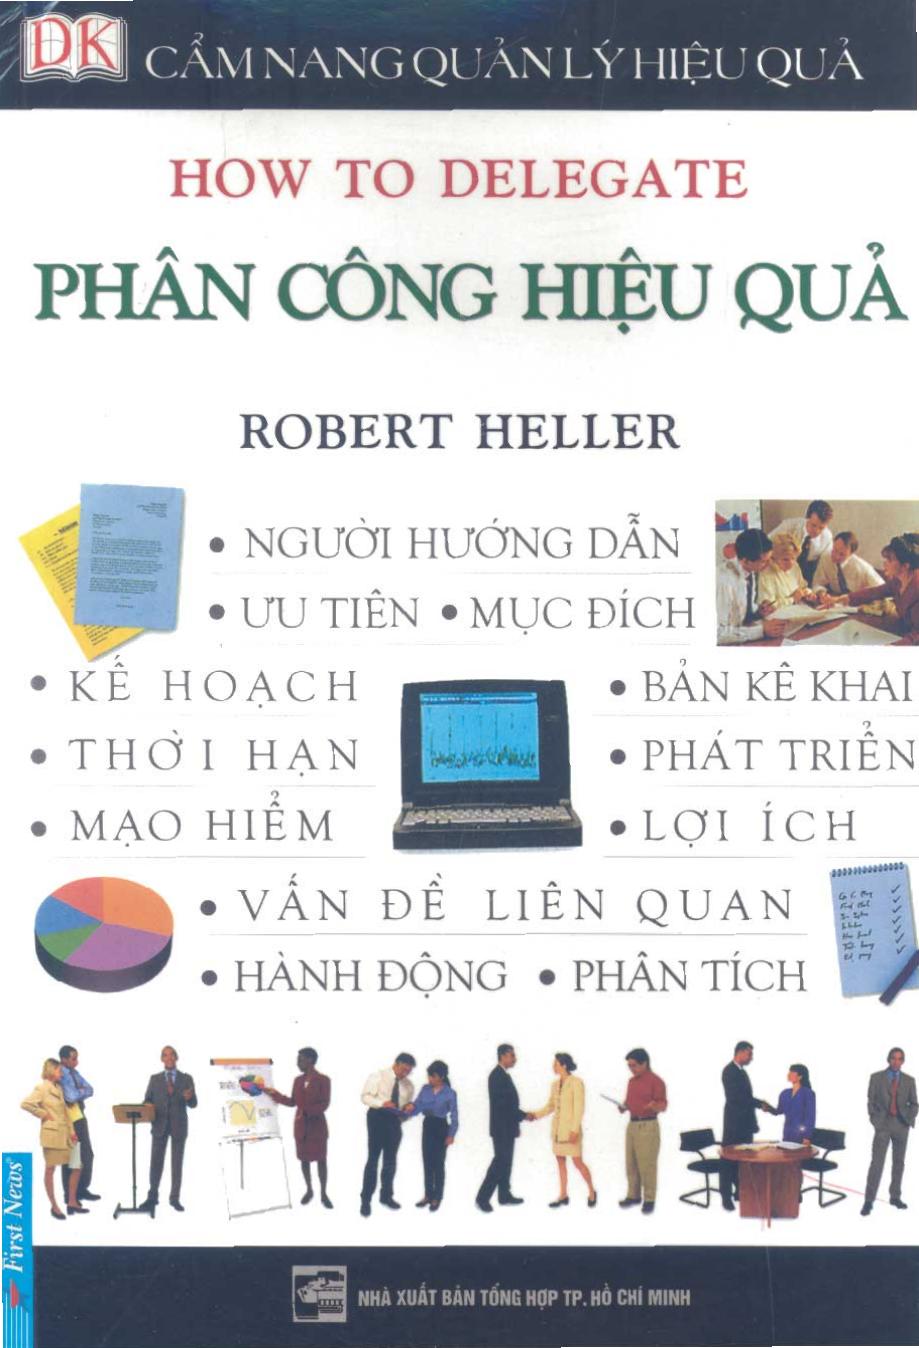 DK
CẨM NANG QUẢN LÝ HIỆU QUẢ
HOW TO DELEGATE
PHÂN CÔNG HIỆU QUẢ
ROBERT HELLER
• NGƯỜI HƯỚNG DẪN
• ƯU TIÊN • MỤC ĐÍCH
• KẾ HOẠCH
• BẢN KÊ KHAI
• THỜI HẠN
• PHÁT TRIỂN
• MẠO HIỂM
• LỢI ÍCH
• VẤN ĐỀ LIÊN QUAN
• HÀNH ĐỘNG • PHÂN TÍCH
First News®
NHÀ XUẤT BẢN TỔNG HỢP TP. HỒ CHÍ MINH